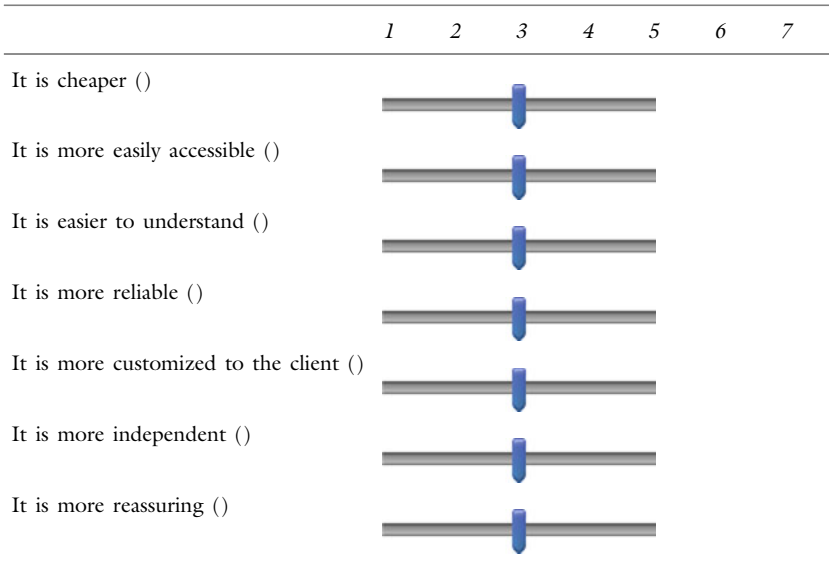 1 2 3 4 5 6 7
It is cheaper ()
It is more easily accessible ()
It is easier to understand ()
It is more reliable ()
It is more customized to the client ()
It is more independent ()
It is more reassuring ()